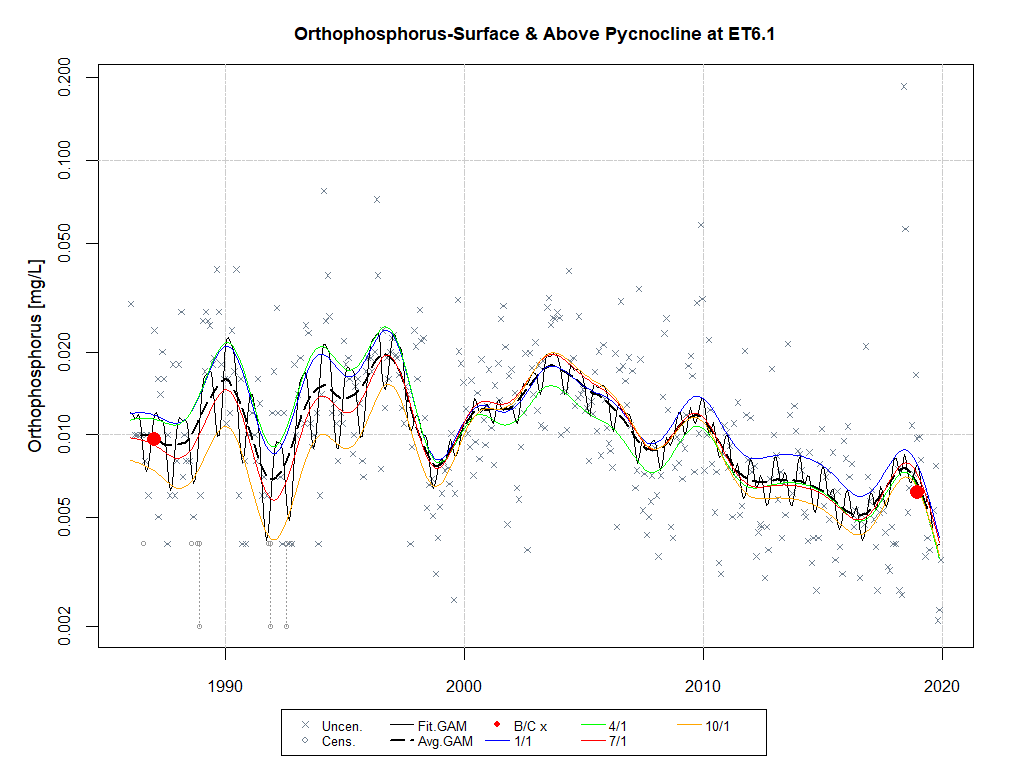 Orthophosphorus-Surface & Above Pycnocline at ET6.1
Orthophosphorus [mg/L]
0.200
0.100
0.050
0.020
0.010
0.005
0.002
1990 2000 2010 2020
Uncen. Fit.GAM B/C x 4/1 10/1
Cens. Avg.GAM 1/1 7/1